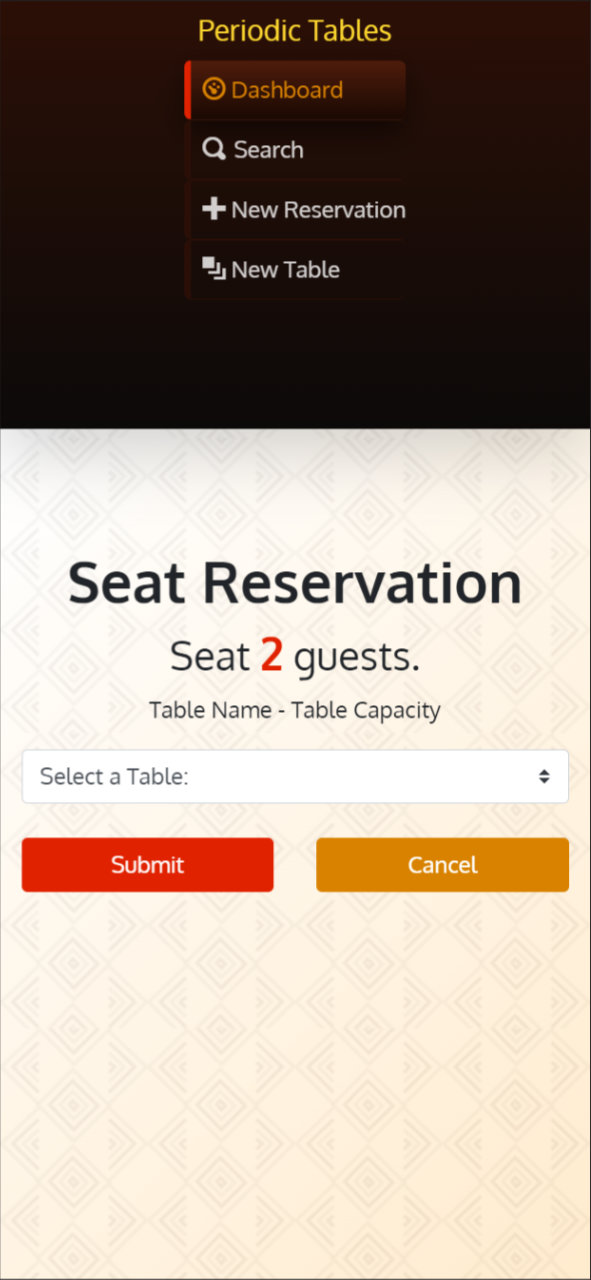 Periodic Tables
Dashboard
Search
New Reservation
New Table
Seat Reservation
Seat 2 guests.
Table Name - Table Capacity
Select a Table:
Submit
Cancel